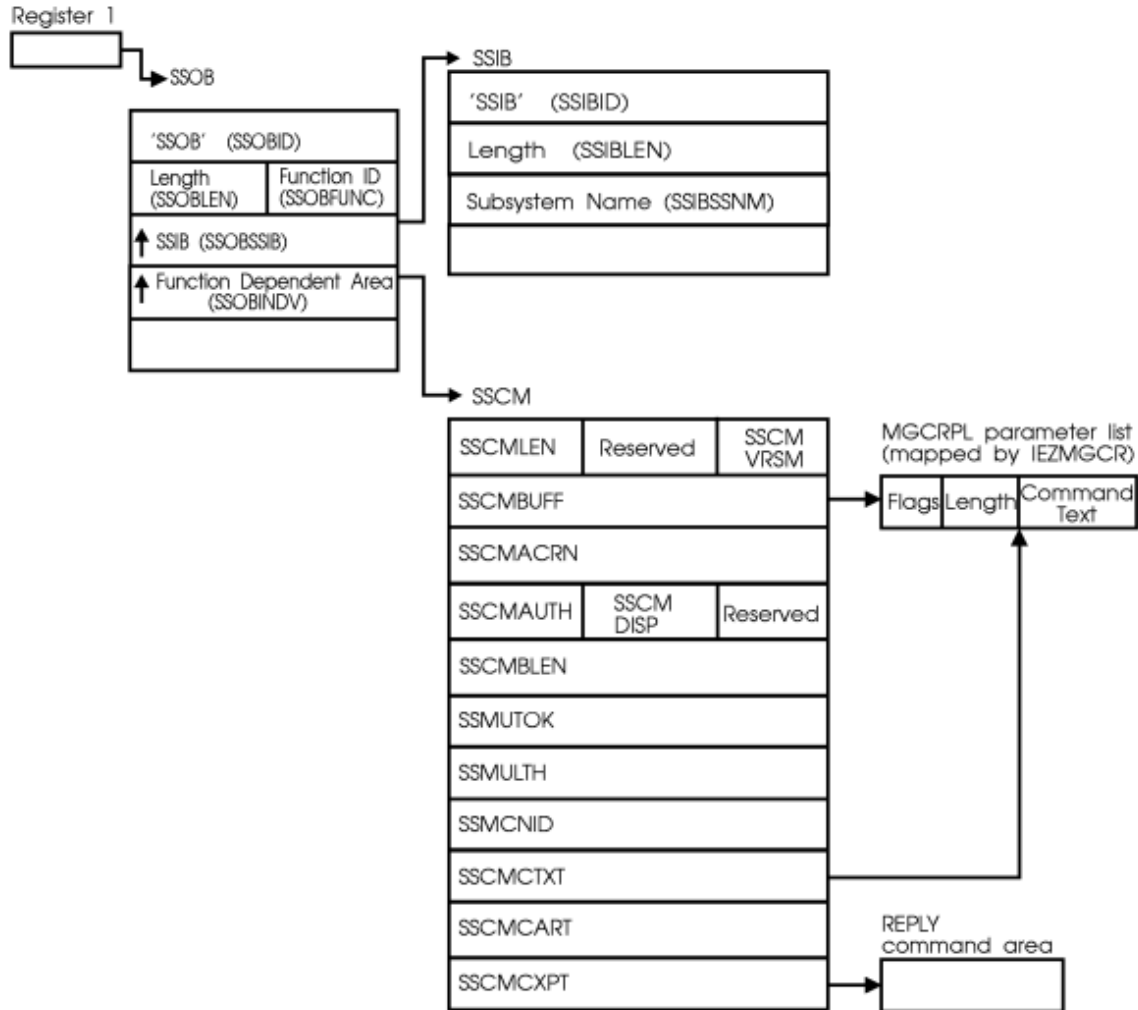 Register 1
SSOB
'SSOB' (SSOBID)
Length
(SSOBLEN)
Function ID
(SSOBFUNC)
SSIB (SSOBSSIB)
Function Dependent Area
(SSOBINDV)
SSIB
'SSIB' (SSIBID)
Length (SSIBLEN)
Subsystem Name (SSIBSSNM)
SSCM
SSCMLEN
Reserved
SSCM
VRSM
SSCMBUFF
SSCMACRN
SSCMAUTH
SSCM
DISP
Reserved
SSCMBLEN
SSMUTOK
SSMULTH
SSMCNID
SSCMCTXT
SSCMCART
SSCMCXPT
MGCRPL parameter list
(mapped by IEZMGCR)
Flags
Length
Command
Text
REPLY
command area